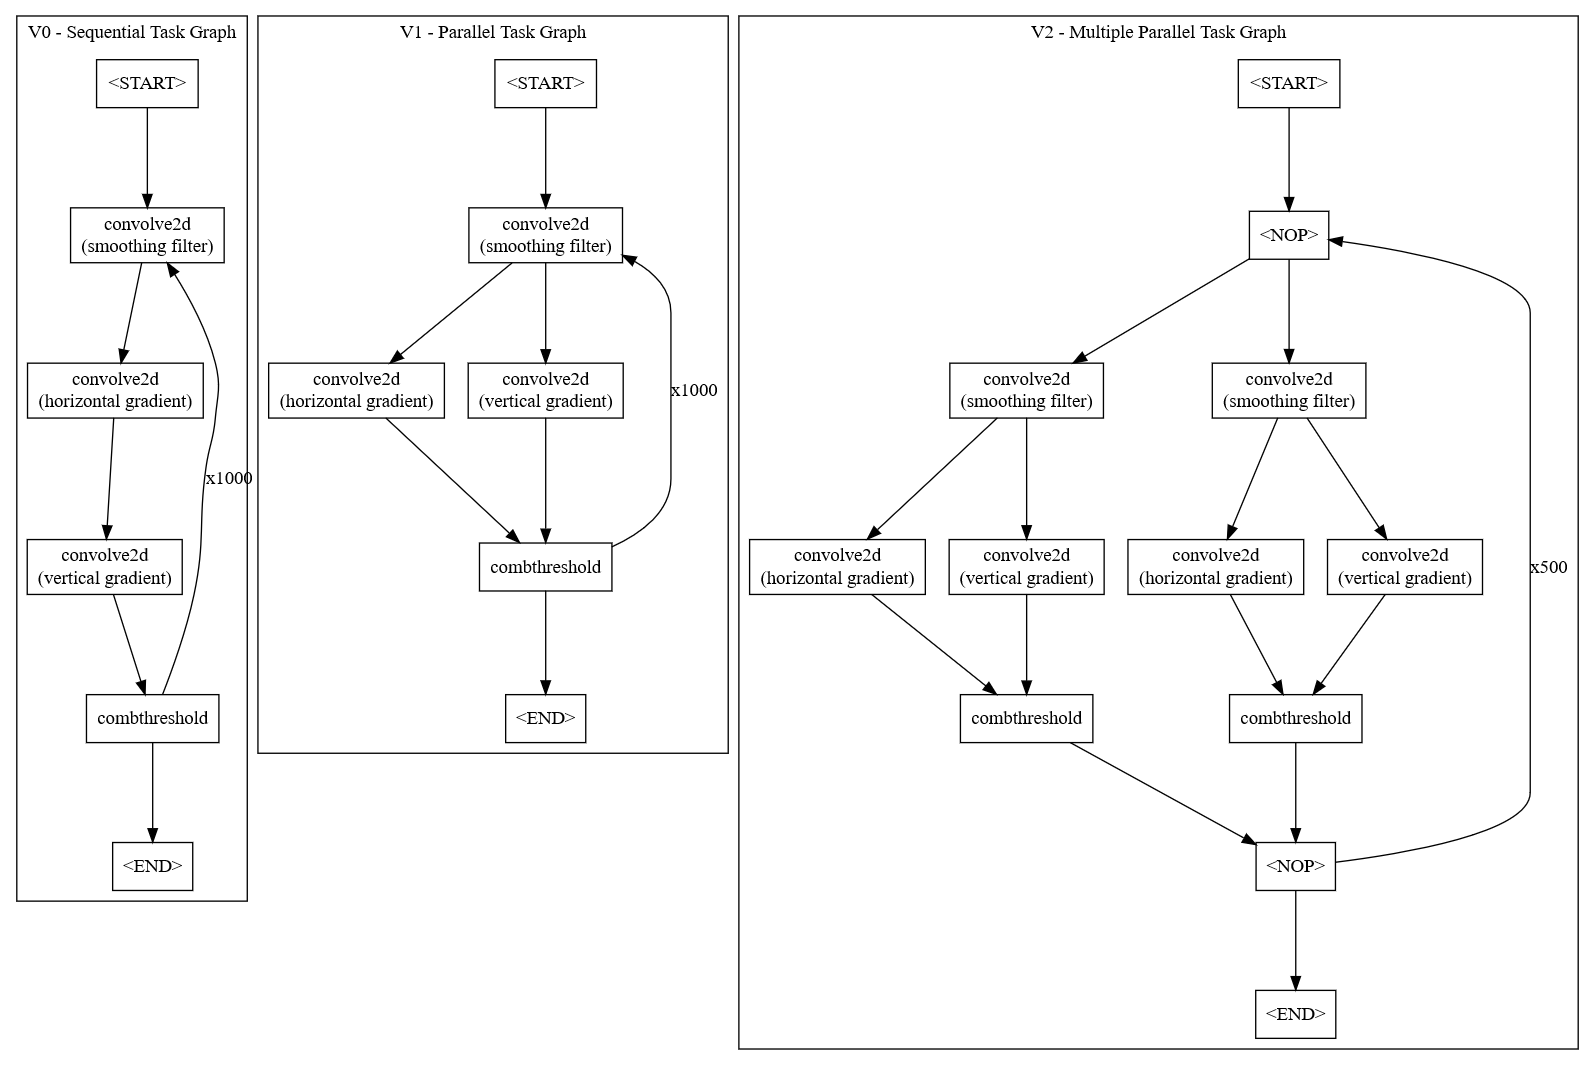 V0 - Sequential Task Graph
<START>
convolve2d
(smoothing filter)
convolve2d
(horizontal gradient)
x1000
convolve2d
(vertical gradient)
combthreshold
<END>
V1 - Parallel Task Graph
<START>
convolve2d
(smoothing filter)
convolve2d
(horizontal gradient)
convolve2d
(vertical gradient)
x1000
combthreshold
<END>
V2 - Multiple Parallel Task Graph
<START>
<NOP>
convolve2d
(smoothing filter)
convolve2d
(smoothing filter)
convolve2d
(horizontal gradient)
convolve2d
(vertical gradient)
convolve2d
(horizontal gradient)
convolve2d
(vertical gradient)
x500
combthreshold
combthreshold
<NOP>
<END>